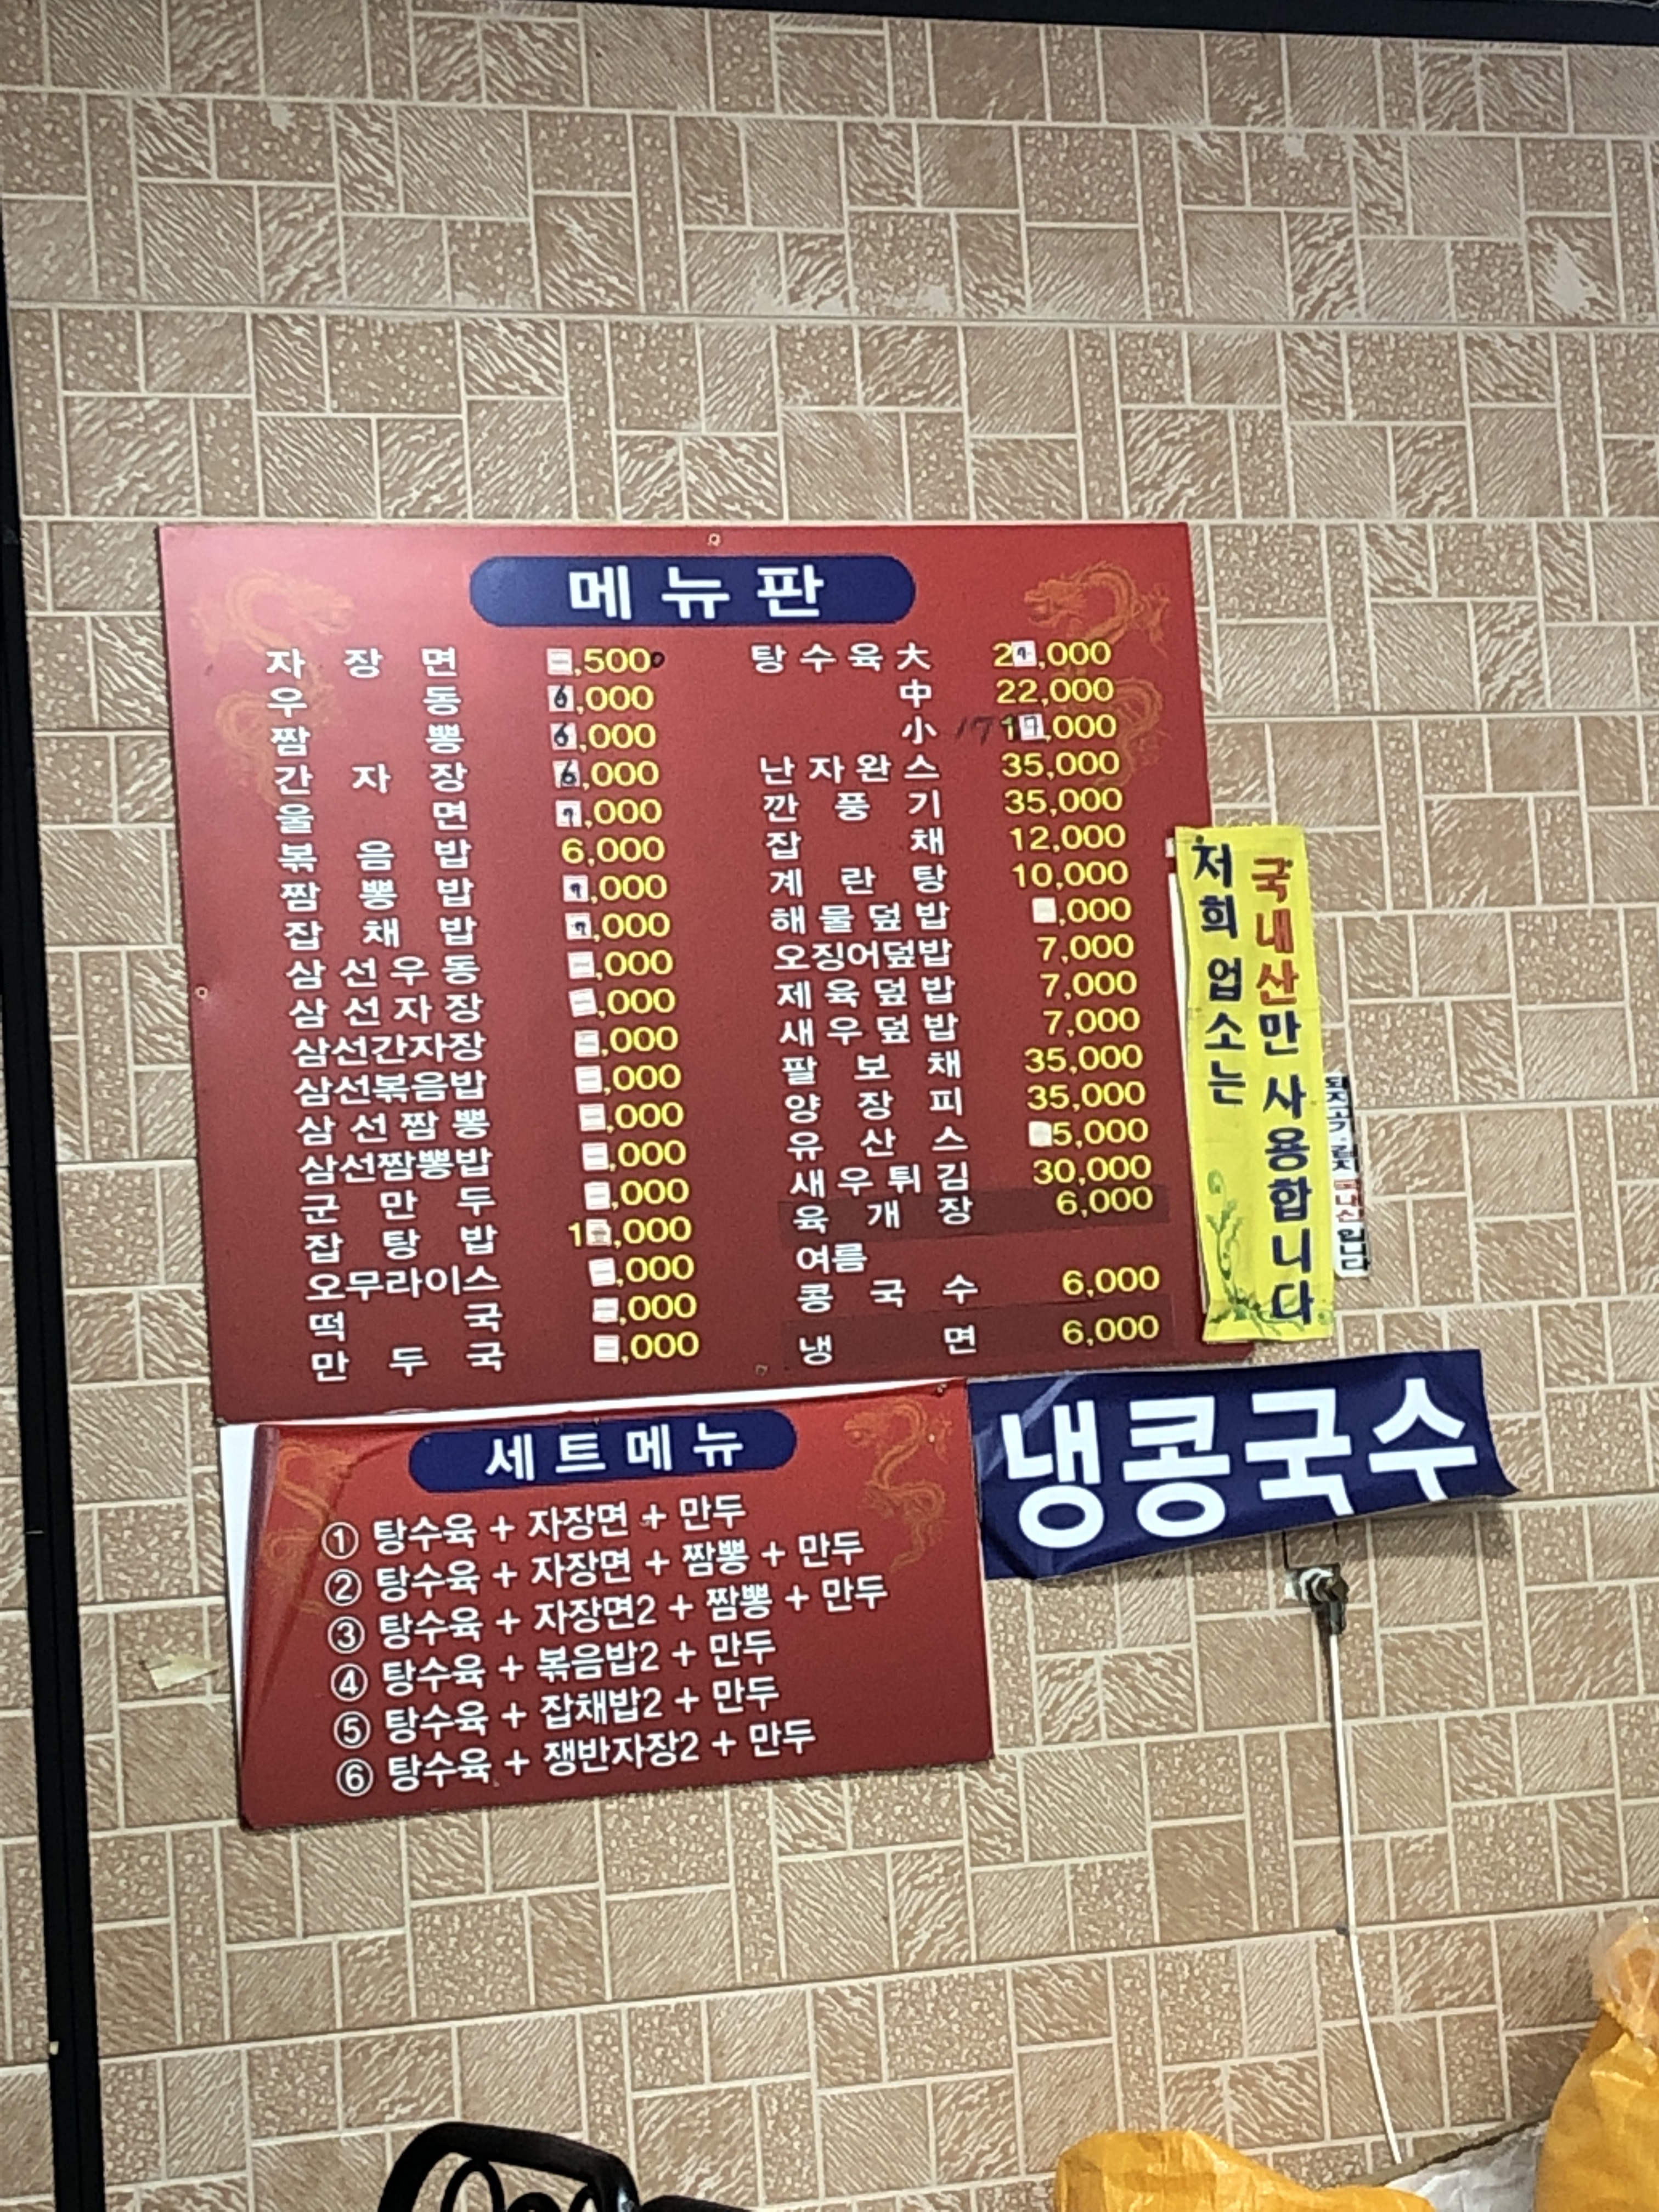 메뉴판
자장면 ,500
우동 6,000
짬뽕 6,000
간자장 6,000
울면 ,000
볶음밥 6,000
짬뽕밥 ,000
잡채밥 ,000
삼선우동 ,000
삼선자장 ,000
삼선간자장 ,000
삼선볶음밥 ,000
삼선짬뽕 ,000
삼선짬뽕밥 ,000
군만두 ,000
잡탕밥 ,000
오무라이스 ,000
떡국 ,000
만두국 ,000
탕수육 大 ,000
中 22,000
小 17 ,000
난자완스 35,000
깐풍기 35,000
잡채 12,000
계란탕 10,000
해물덮밥 ,000
오징어덮밥 7,000
제육덮밥 7,000
새우덮밥 7,000
팔보채 35,000
양장피 35,000
유산스 5,000
새우튀김 30,000
육개장 6,000
여름
콩국수 6,000
냉면 6,000
저희 업소는
국내산만 사용합니다
돼지고기.김치 국내산 입니다
세트메뉴
① 탕수육 + 자장면 + 만두
② 탕수육 + 자장면 + 짬뽕 + 만두
③ 탕수육 + 자장면2 + 짬뽕 + 만두
④ 탕수육 + 볶음밥2 + 만두
⑤ 탕수육 + 잡채밥2 + 만두
⑥ 탕수육 + 쟁반자장2 + 만두
냉콩국수